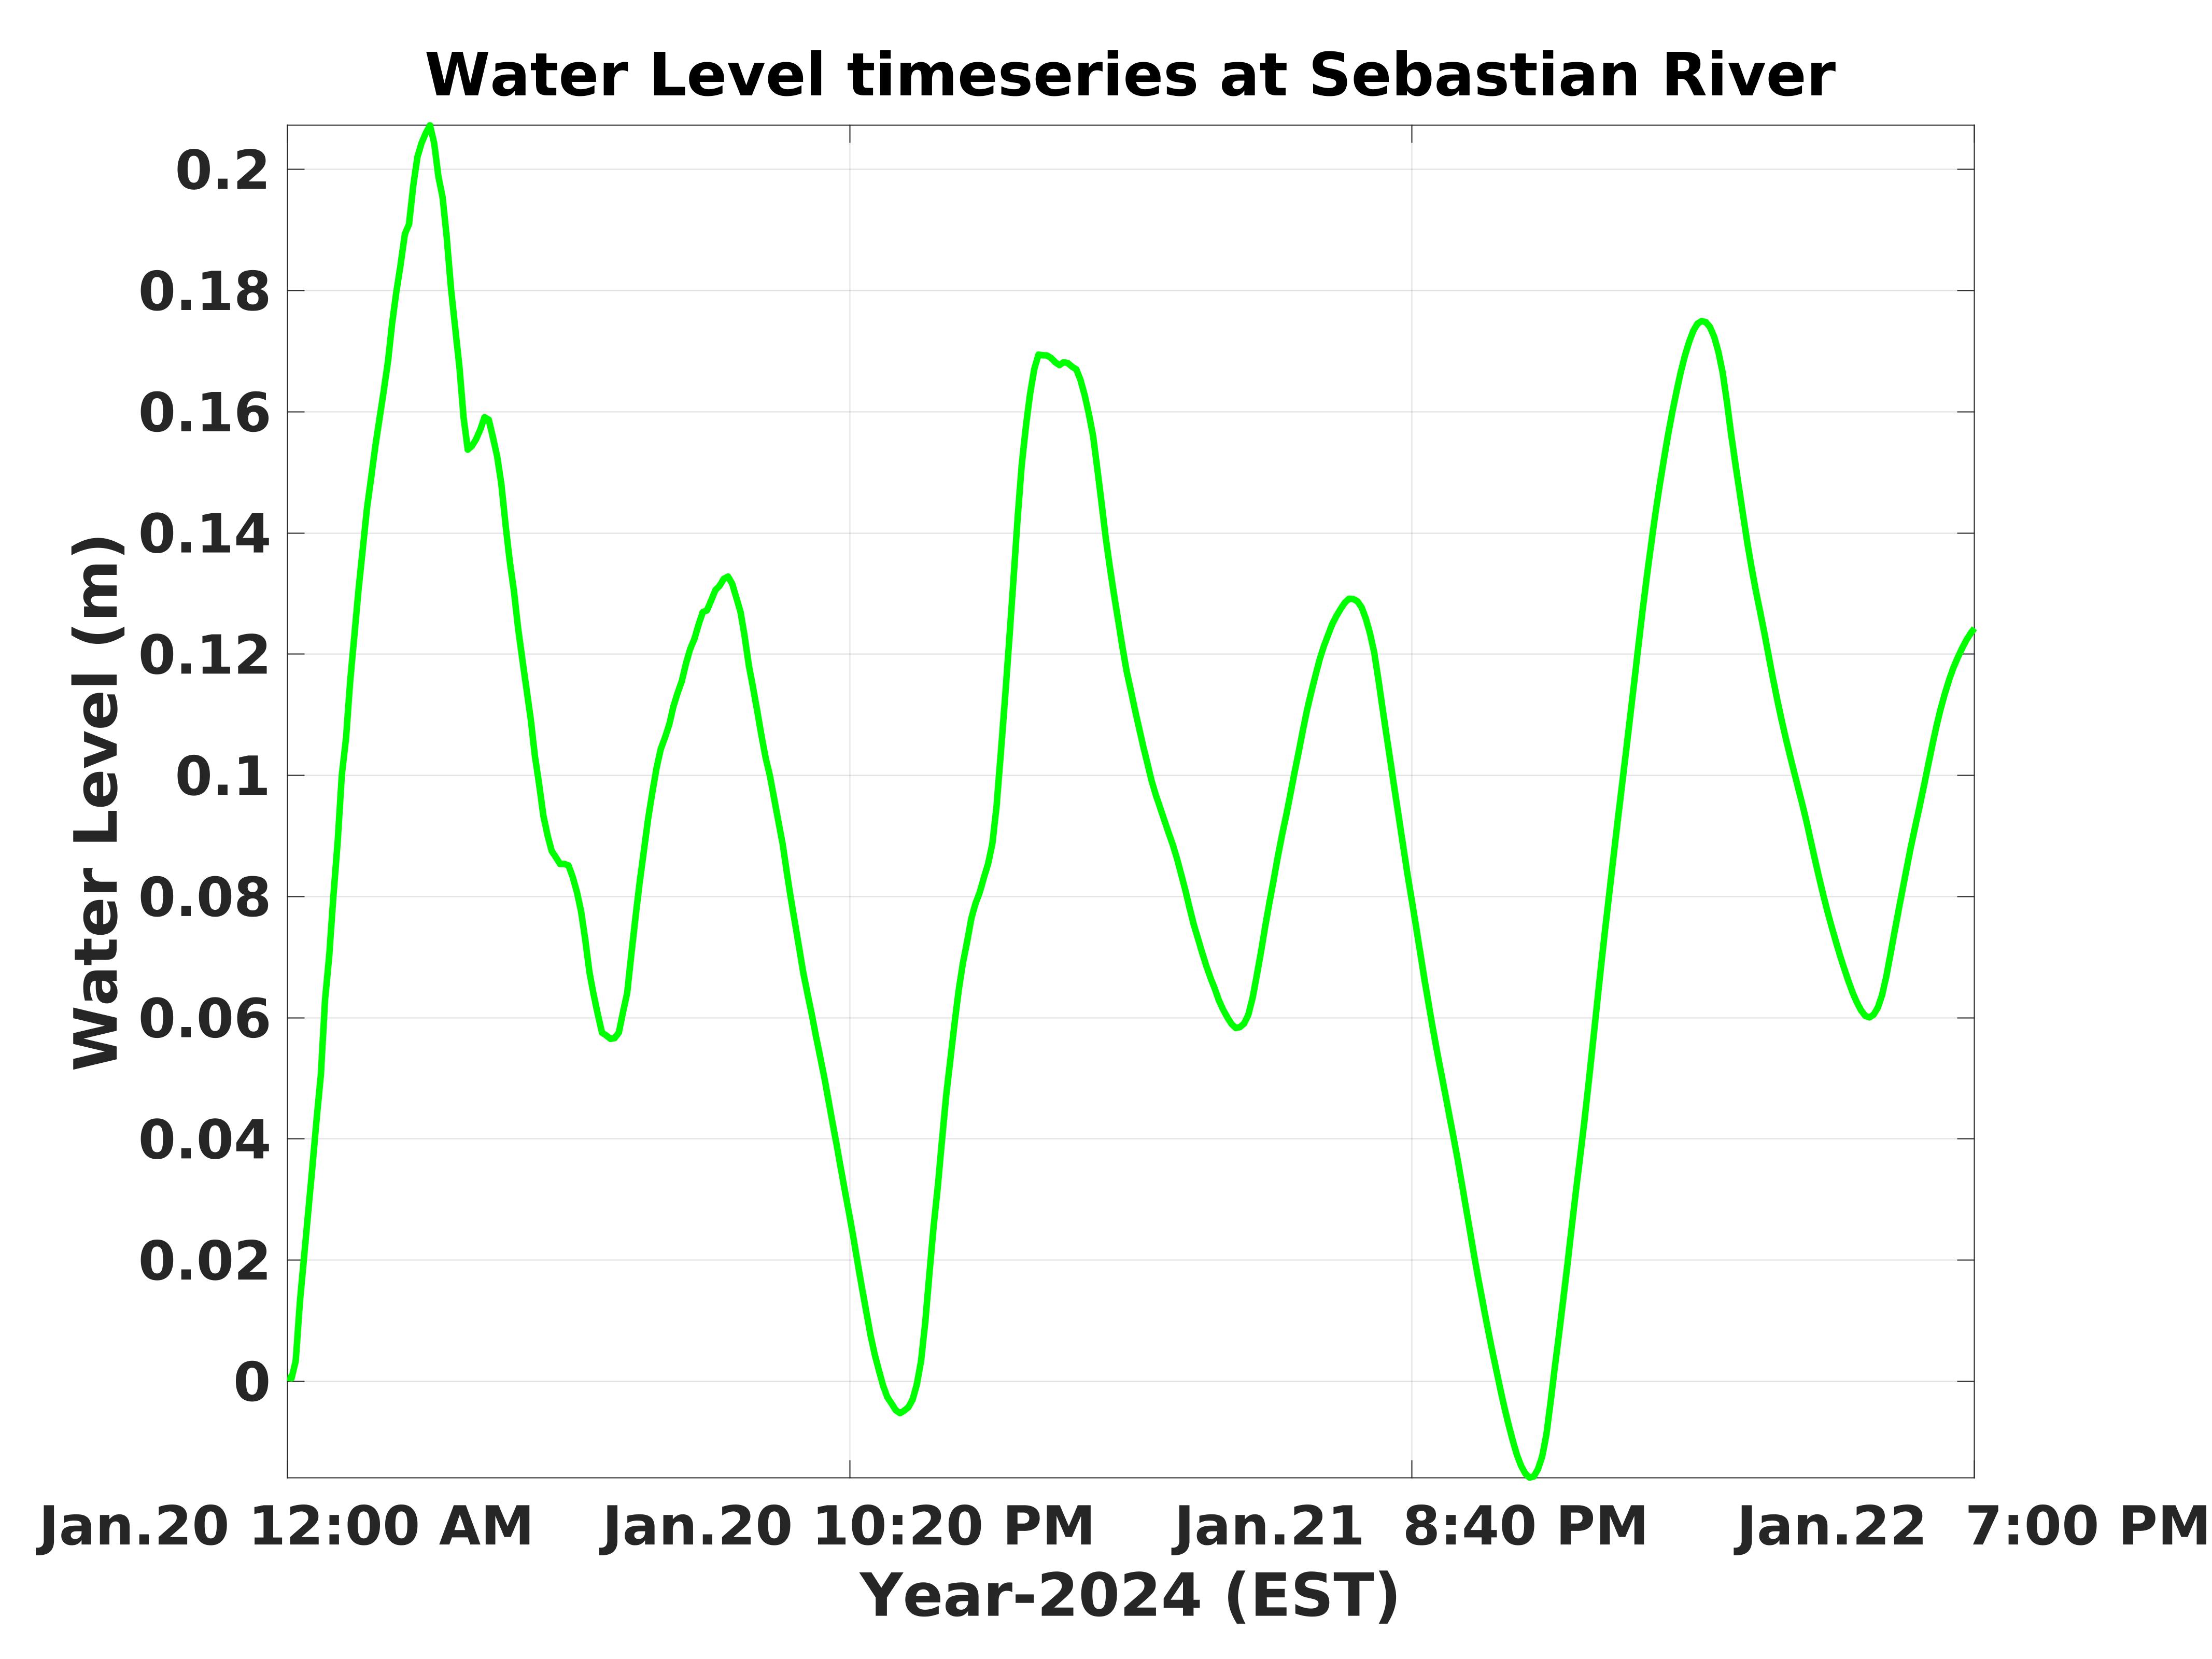 Water Level timeseries at Sebastian River
Water Level (m)
0.2
0.18
0.16
0.14
0.12
0.1
0.08
0.06
0.04
0.02
0
Jan.20 12:00 AM Jan.20 10:20 PM Jan.21 8:40 PM Jan.22 7:00 PM
Year-2024 (EST)